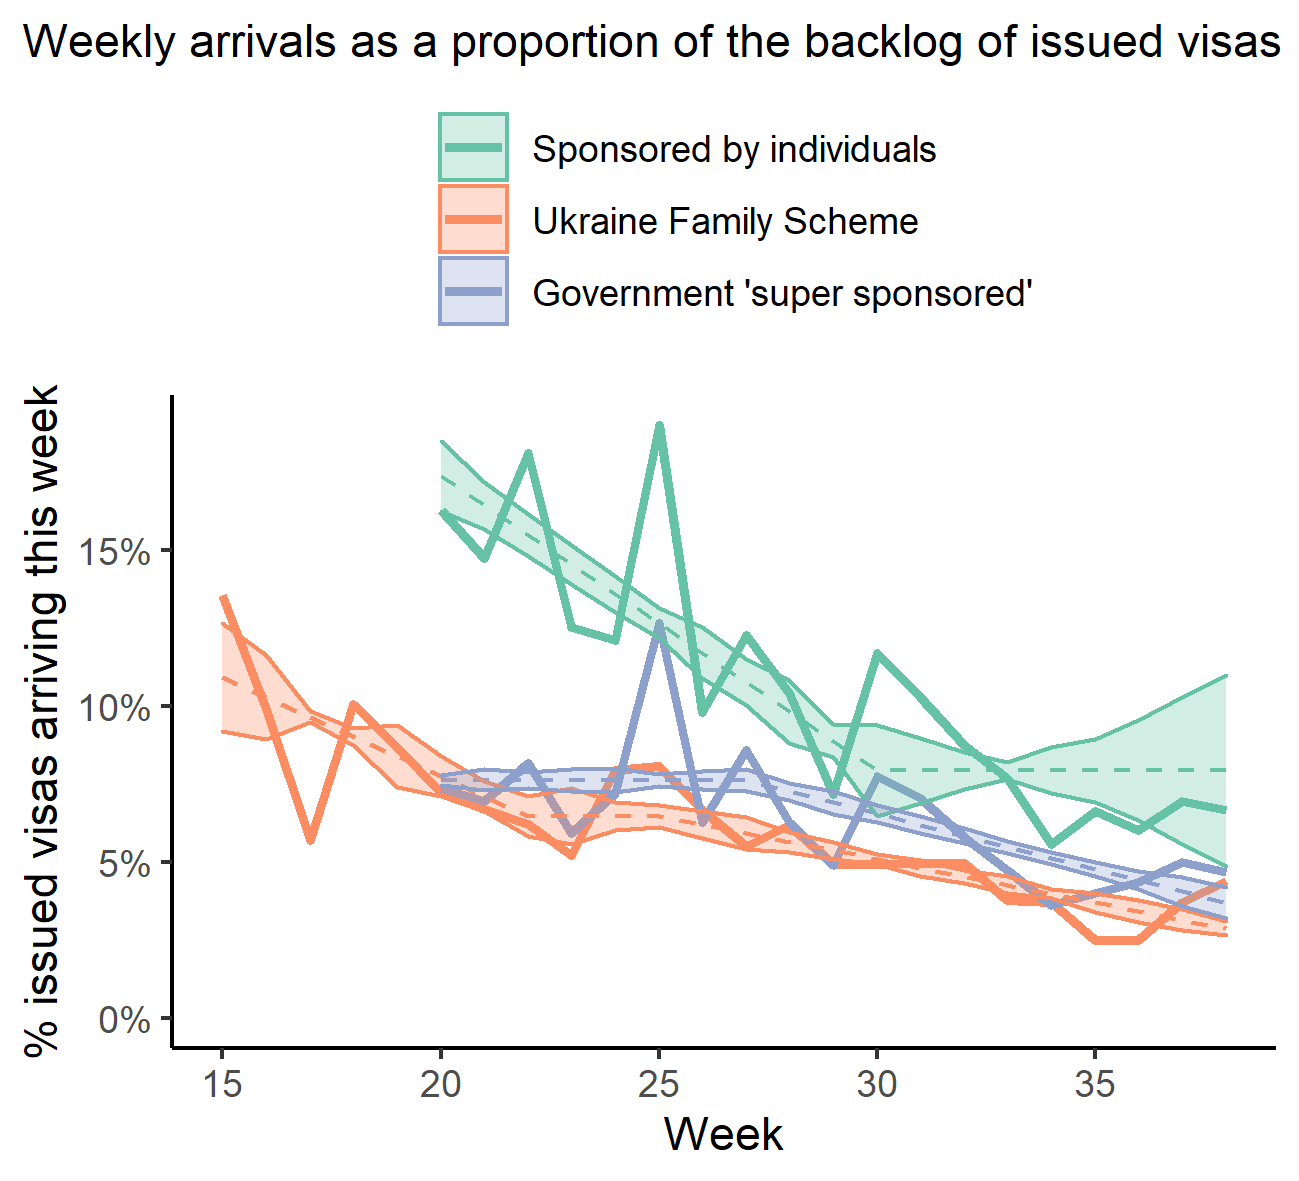 Weekly arrivals as a proportion of the backlog of issued visas
Sponsored by individuals
Ukraine Family Scheme
Government 'super sponsored'
% issued visas arriving this week
15%
10%
5%
0%
15 20 25 30 35
Week